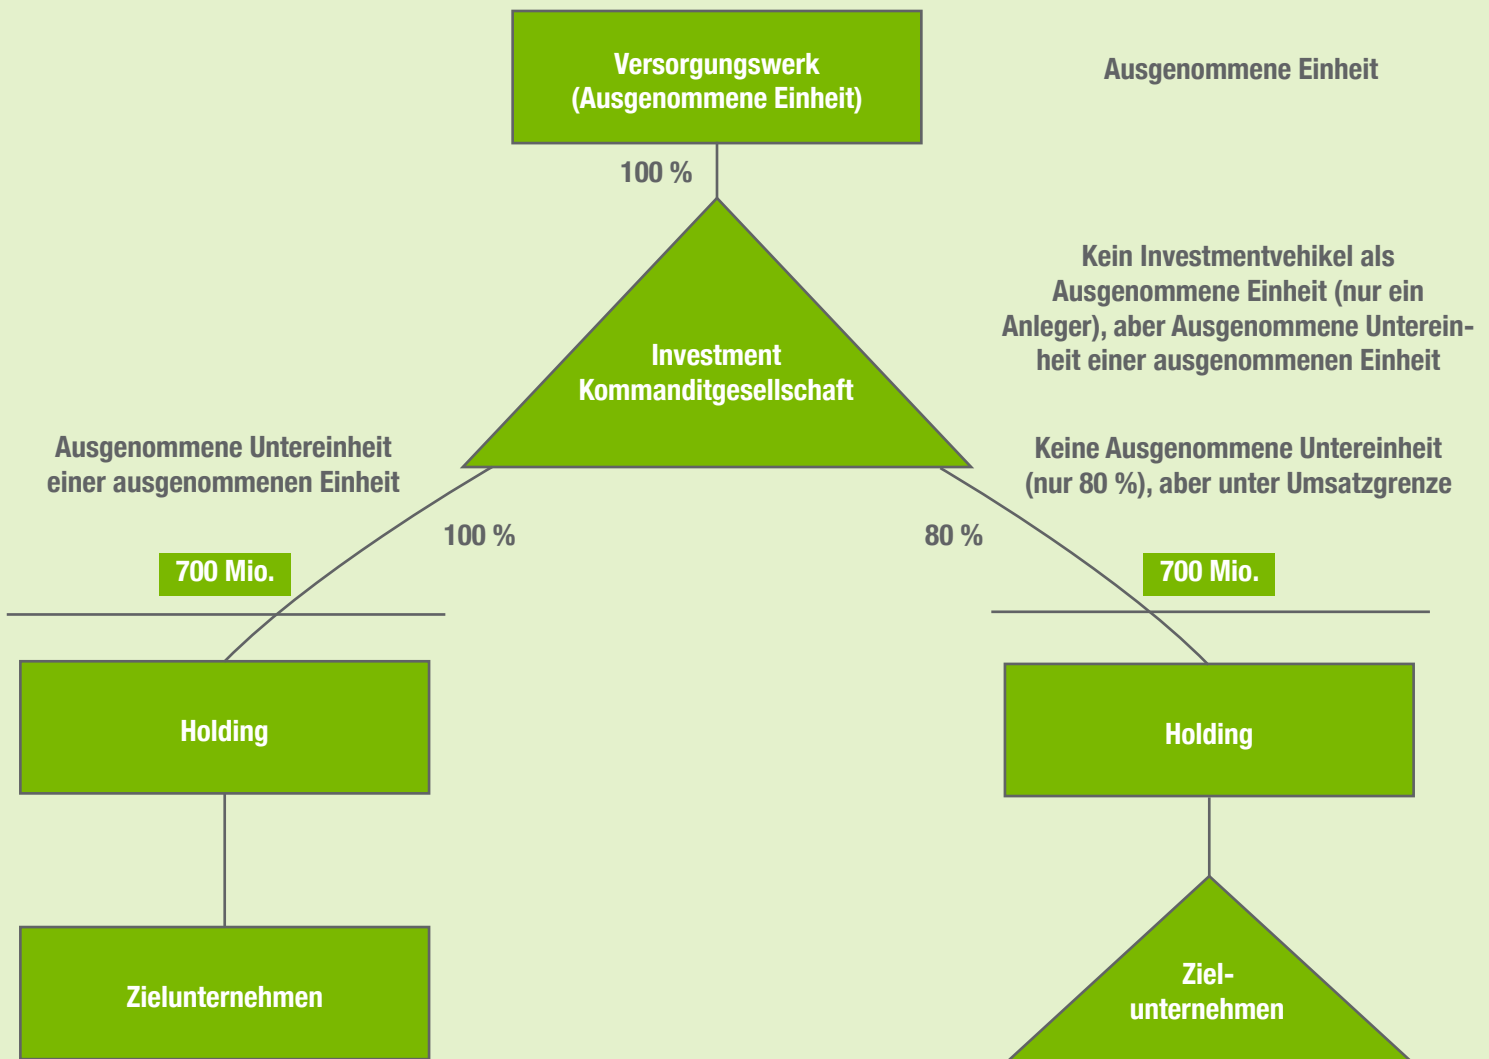 Versorgungswerk
(Ausgenommene Einheit)
Ausgenommene Einheit
100 %
Kein Investmentvehikel als
Ausgenommene Einheit (nur ein
Anleger), aber Ausgenommene Unterein-
heit einer ausgenommenen Einheit
Investment
Kommanditgesellschaft
Ausgenommene Untereinheit
einer ausgenommenen Einheit
Keine Ausgenommene Untereinheit
(nur 80 %), aber unter Umsatzgrenze
100 %
80 %
700 Mio.
700 Mio.
Holding
Holding
Zielunternehmen
Ziel-
unternehmen